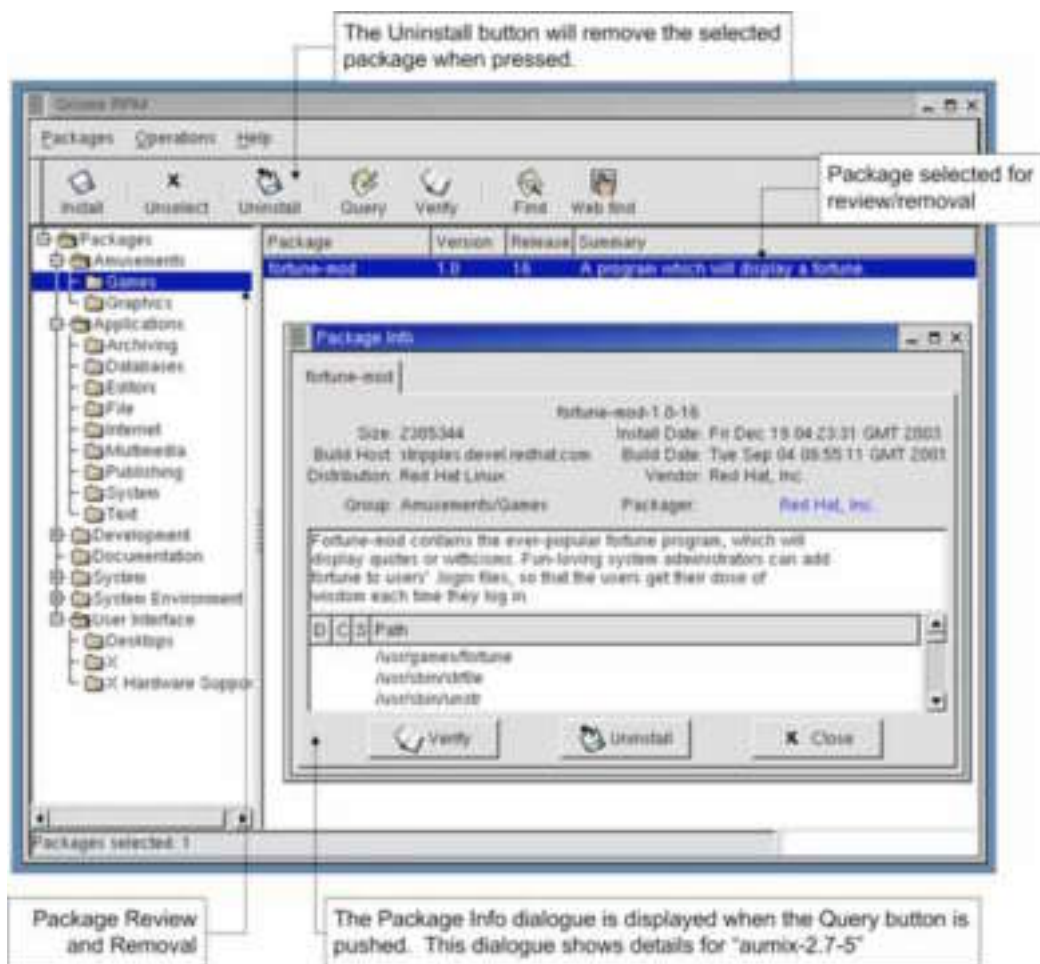 The Uninstall button will remove the selected
package when pressed.
Gnome RPM
Packages Operations Help
Package selected for
review/removal
Install Unselect Uninstall Query Verify Find Web find
Packages
Amusements
Games
Graphics
Applications
Archiving
Databases
Editors
File
Internet
Multimedia
Publishing
System
Text
Development
Documentation
System
System Environment
User Interface
Desktops
X
X Hardware Suppor
Package Version Release Summary
fortune-mod 1.0 16 A program which will display a fortune.
Package Info
fortune-mod
fortune-mod-1.0-16
Size: 2385344 Install Date: Fri Dec 19 04:23:31 GMT 2003
Build Host: stripples.devel.redhat.com Build Date: Tue Sep 04 08:55:11 GMT 2001
Distribution: Red Hat Linux Vendor: Red Hat, Inc.
Group: Amusements/Games Packager: Red Hat, Inc.
Fortune-mod contains the ever-popular fortune program, which will
display quotes or witticisms. Fun-loving system administrators can add
fortune to users' .login files, so that the users get their dose of
wisdom each time they log in.
D C S Path
/usr/games/fortune
/usr/sbin/strfile
/usr/sbin/unstr
Verify Uninstall Close
Packages selected: 1
Package Review
and Removal
The Package Info dialogue is displayed when the Query button is
pushed. This dialogue shows details for "aumix-2.7-5"